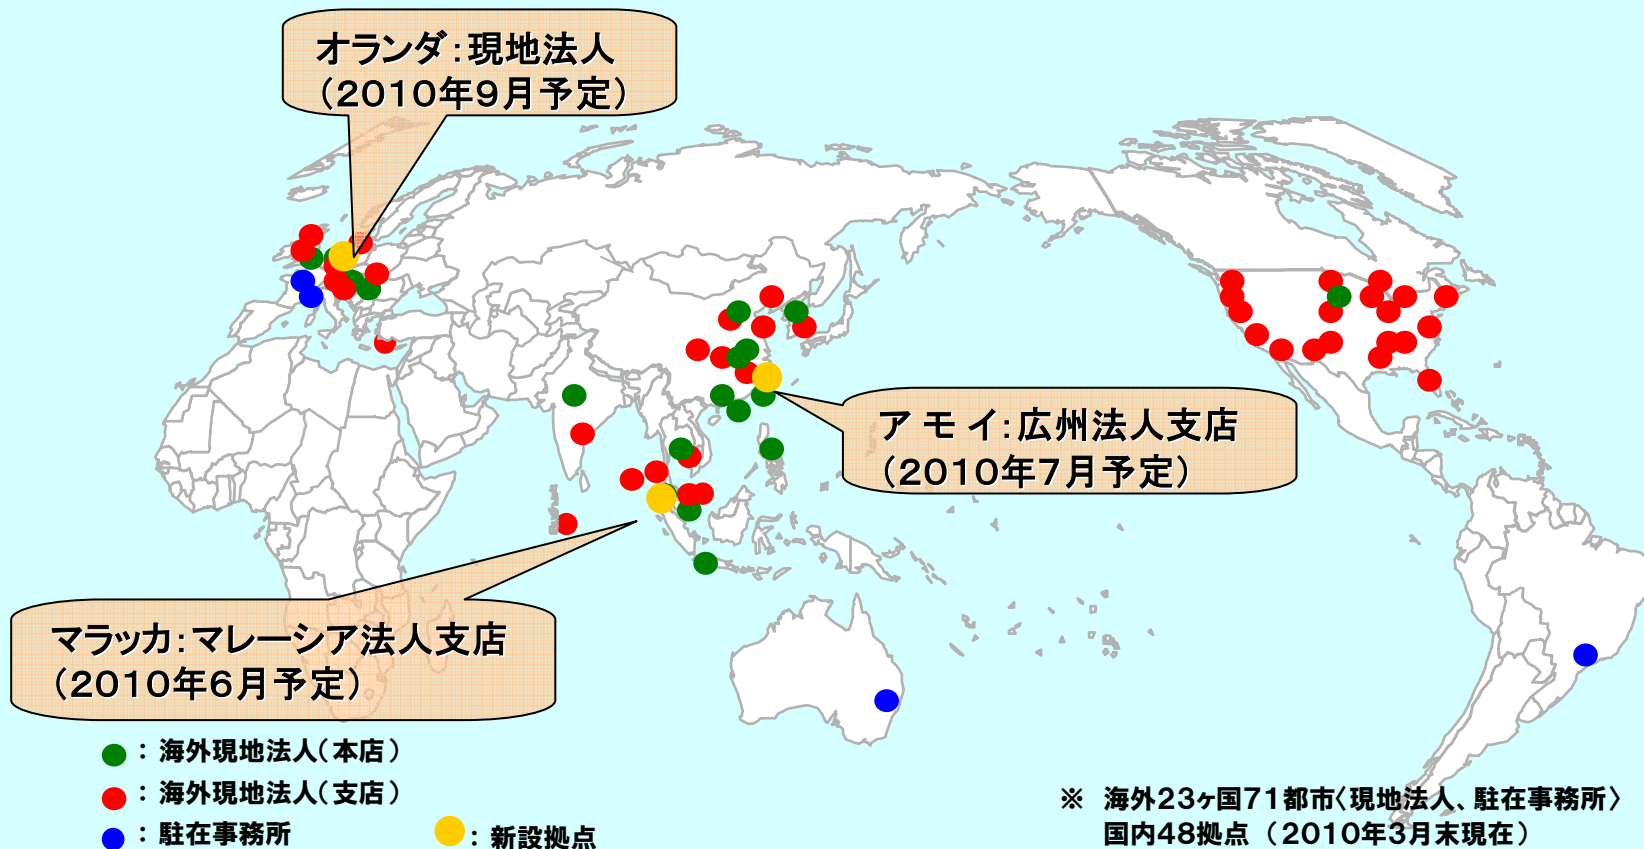 オランダ：現地法人
（２０１０年９月予定）
ア モ イ：広州法人支店
（２０１０年７月予定）
マラッカ：マレーシア法人支店
（２０１０年６月予定）
：海外現地法人（本店）
：海外現地法人（支店）
：駐在事務所
：新設拠点
※ 海外２３ヶ国７１都市〈現地法人、駐在事務所〉
国内４８拠点（２０１０年３月末現在）